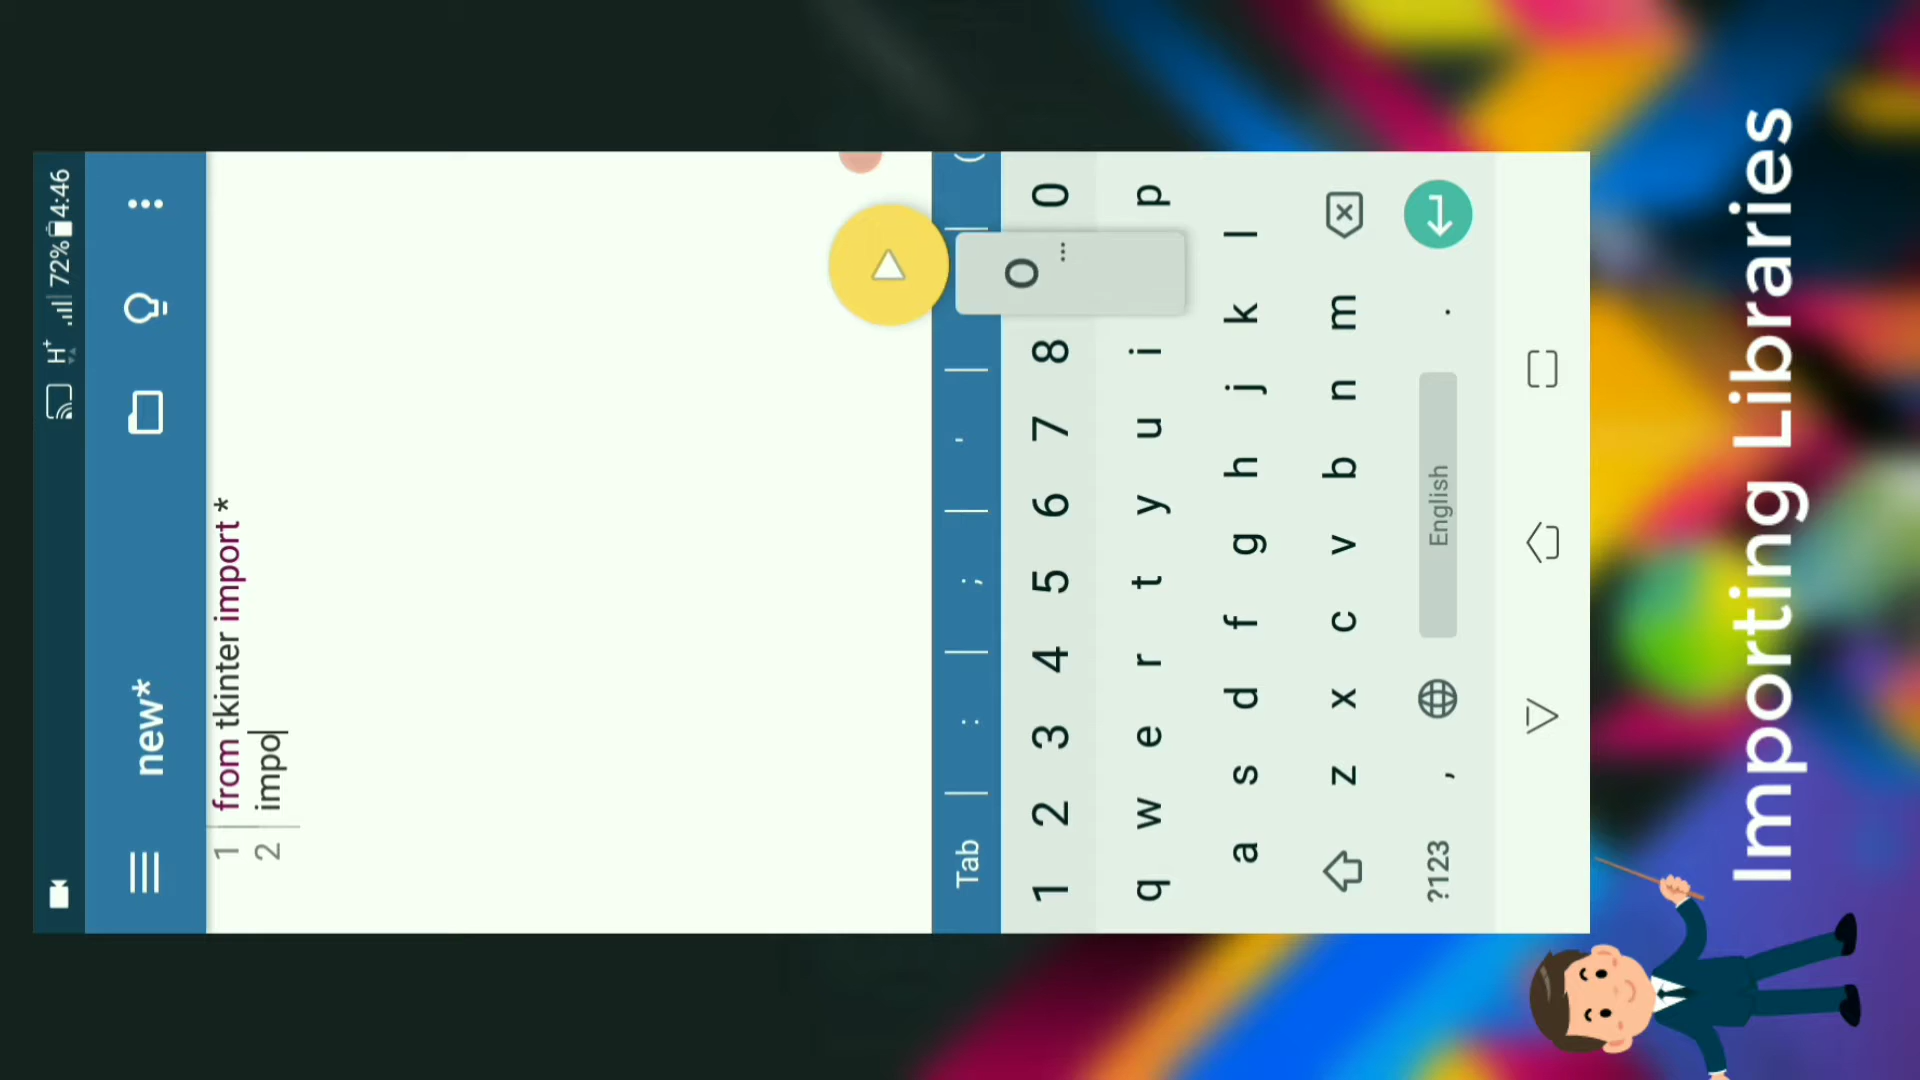 H+ 72% 4:46
new*
1 from tkinter import *
2 impo
Tab : ; ' (
1 2 3 4 5 6 7 8 0
q w e r t y u i o p
a s d f g h j k l
z x c v b n m
?123 , English .
Importing Libraries